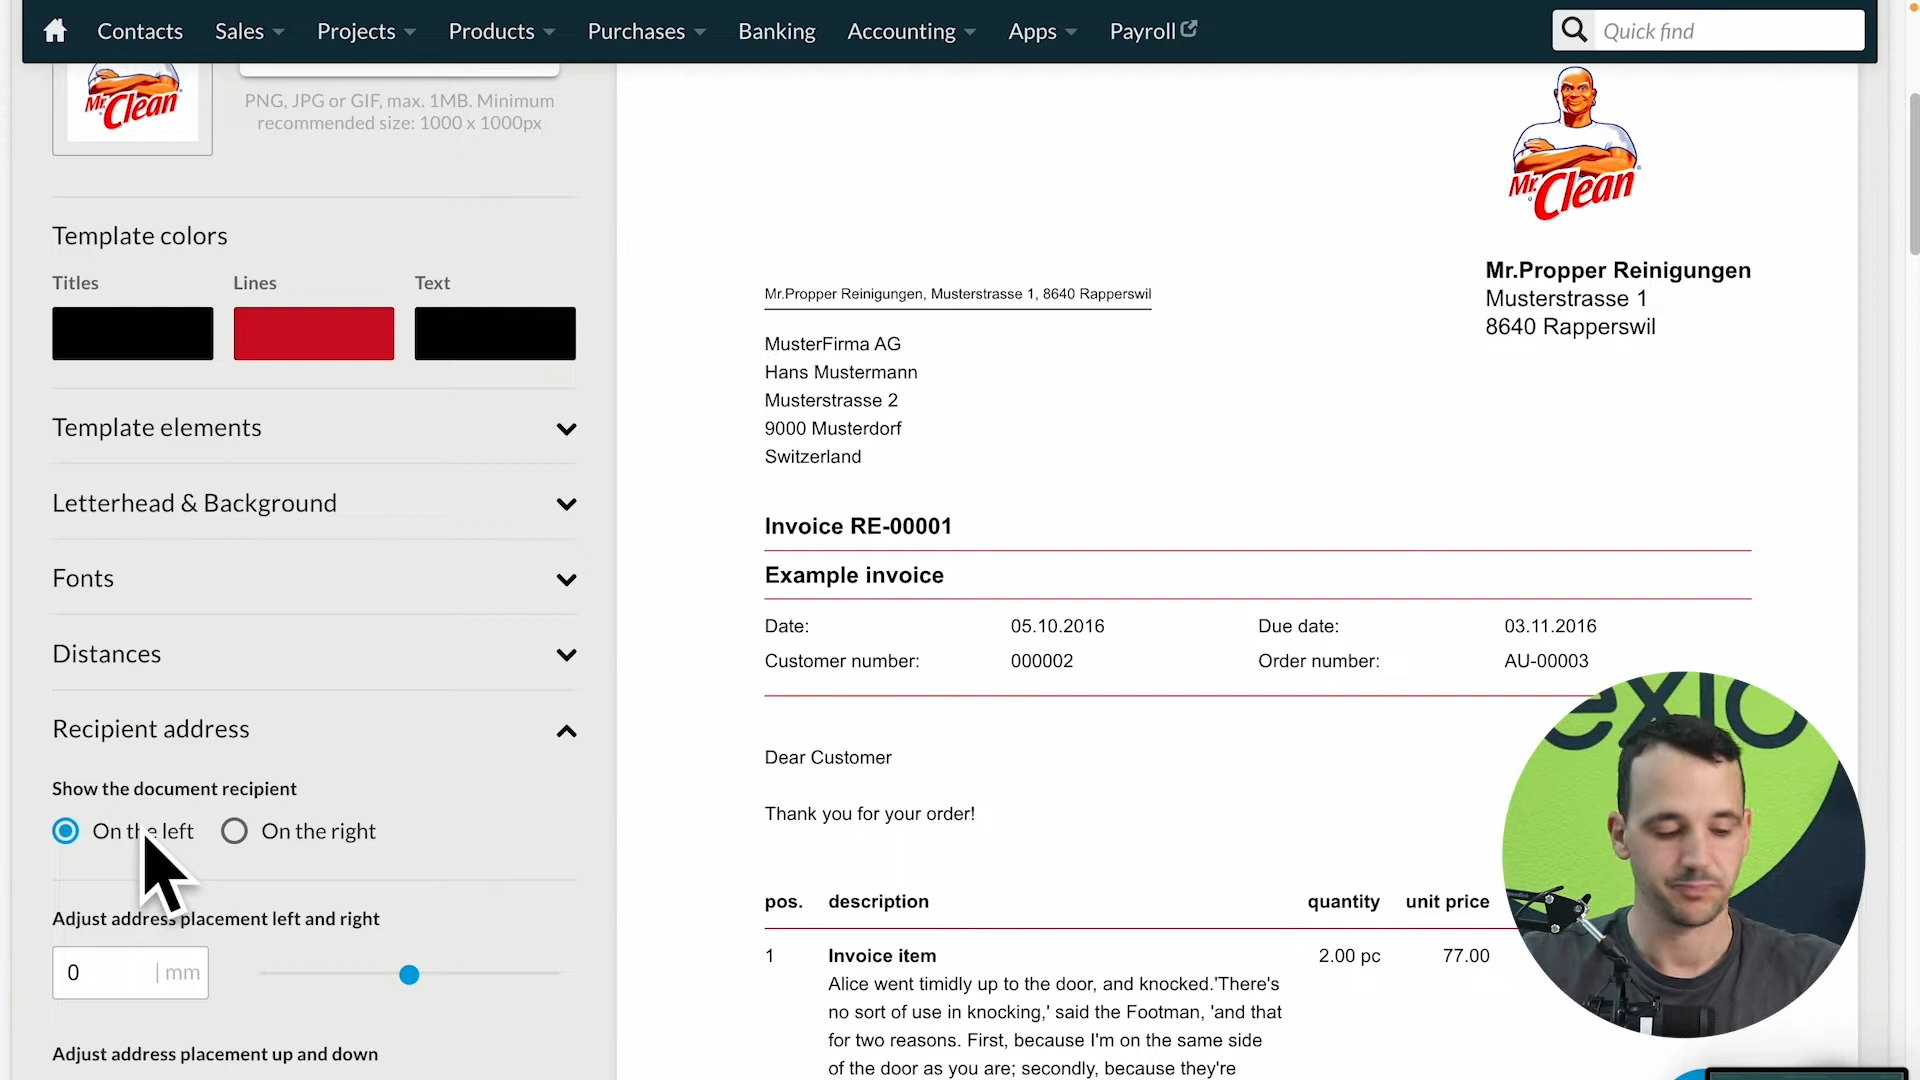 Contacts Sales Projects Products Purchases Banking Accounting Apps Payroll Quick find
Mr. Clean
PNG, JPG or GIF, max. 1MB. Minimum
recommended size: 1000 x 1000px
Template colors
Titles Lines Text
Template elements
Letterhead & Background
Fonts
Distances
Recipient address
Show the document recipient
On the left On the right
Adjust address placement left and right
0 mm
Adjust address placement up and down
Mr. Clean
Mr.Propper Reinigungen
Musterstrasse 1
8640 Rapperswil
Mr.Propper Reinigungen, Musterstrasse 1, 8640 Rapperswil
MusterFirma AG
Hans Mustermann
Musterstrasse 2
9000 Musterdorf
Switzerland
Invoice RE-00001
Example invoice
Date: 05.10.2016 Due date: 03.11.2016
Customer number: 000002 Order number: AU-00003
Dear Customer
Thank you for your order!
pos. description quantity unit price
1 Invoice item 2.00 pc 77.00
Alice went timidly up to the door, and knocked.'There's
no sort of use in knocking,' said the Footman, 'and that
for two reasons. First, because I'm on the same side
of the door as you are; secondly, because they're